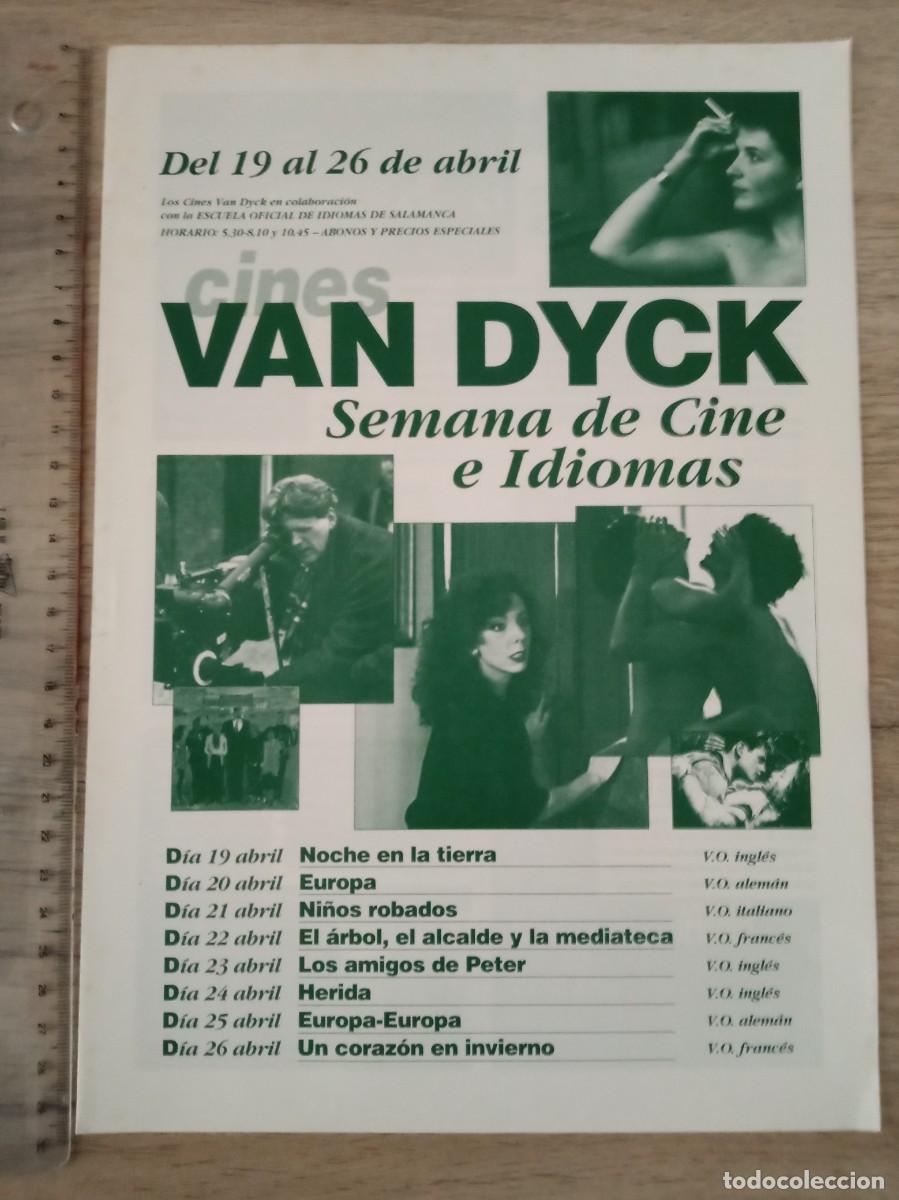 Del 19 al 26 de abril
Los Cines Van Dyck en colaboración
con la ESCUELA OFICIAL DE IDIOMAS DE SALAMANCA
HORARIO: 5,30-8,10 y 10,45 – ABONOS Y PRECIOS ESPECIALES
cines
VAN DYCK
Semana de Cine
e Idiomas
Día 19 abril Noche en la tierra V.O. inglés
Día 20 abril Europa V.O. alemán
Día 21 abril Niños robados V.O. italiano
Día 22 abril El árbol, el alcalde y la mediateca V.O. francés
Día 23 abril Los amigos de Peter V.O. inglés
Día 24 abril Herida V.O. inglés
Día 25 abril Europa-Europa V.O. alemán
Día 26 abril Un corazón en invierno V.O. francés
todocoleccion